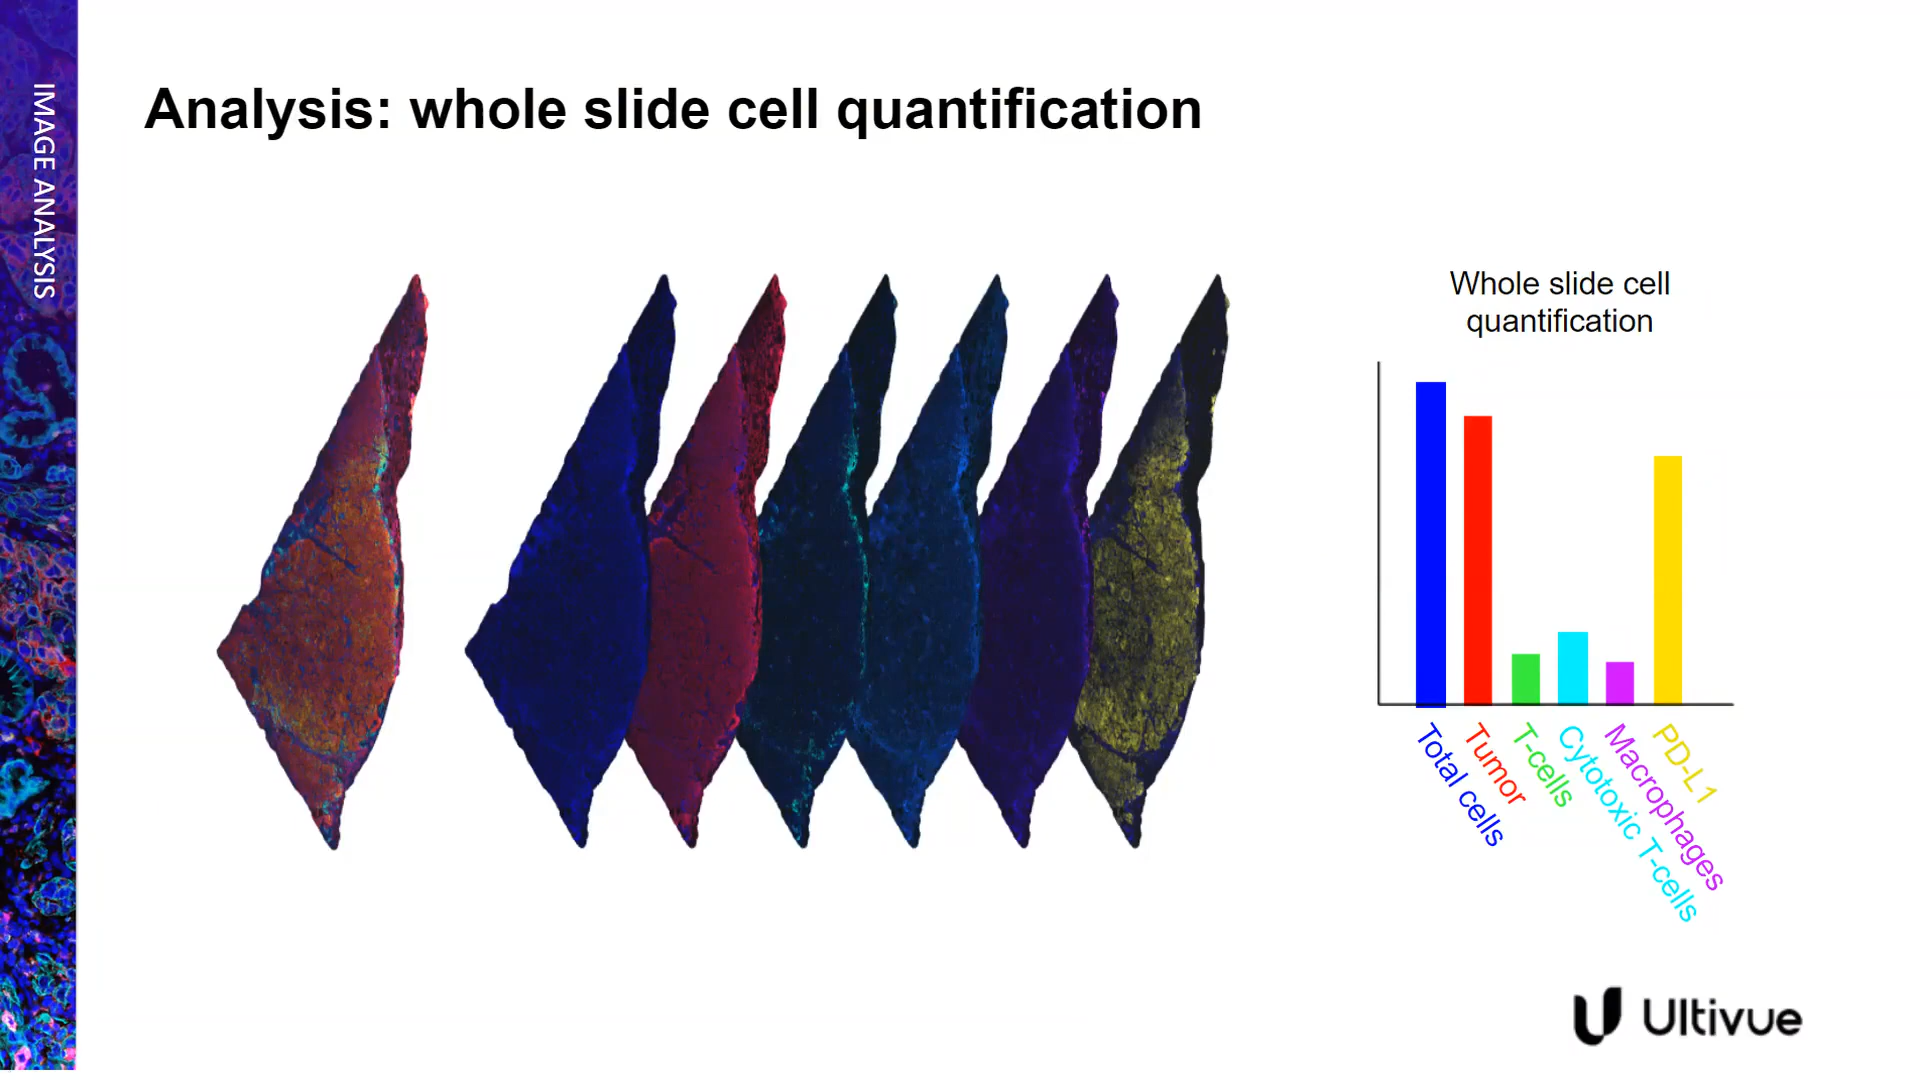 IMAGE ANALYSIS
Analysis: whole slide cell quantification
Whole slide cell
quantification
Total cells
Tumor
T-cells
Cytotoxic T-cells
Macrophages
PD-L1
Ultivue